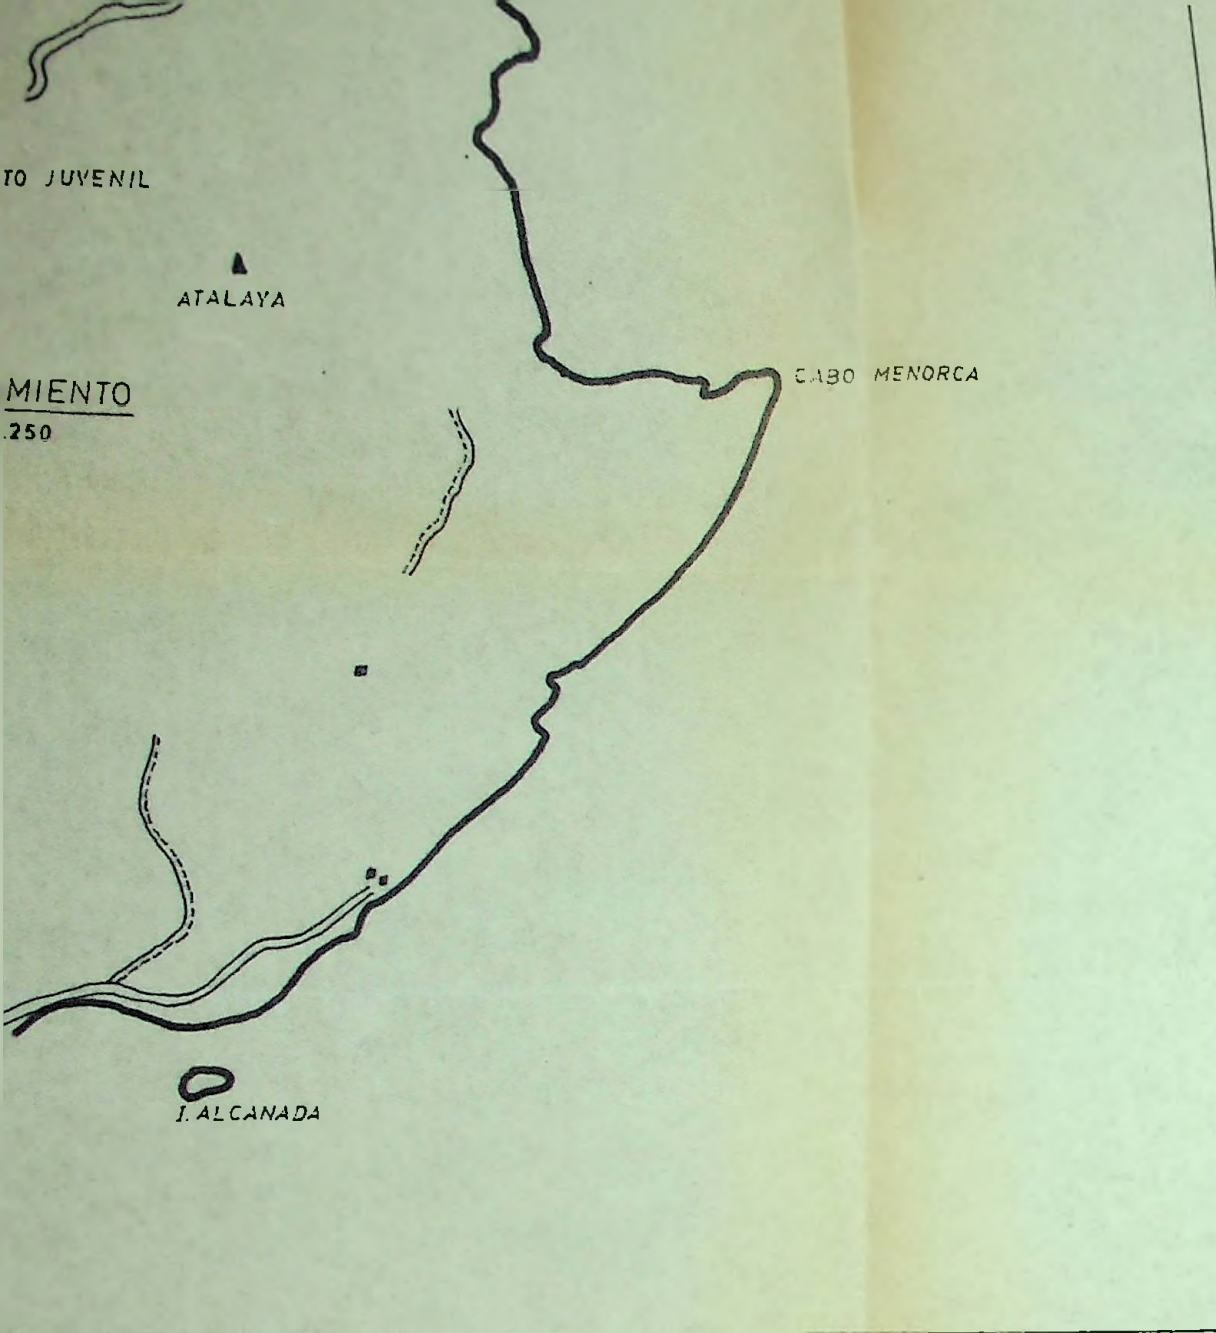 TO JUVENIL
ATALAYA
CABO MENORCA
MIENTO
.250
I. ALCANADA